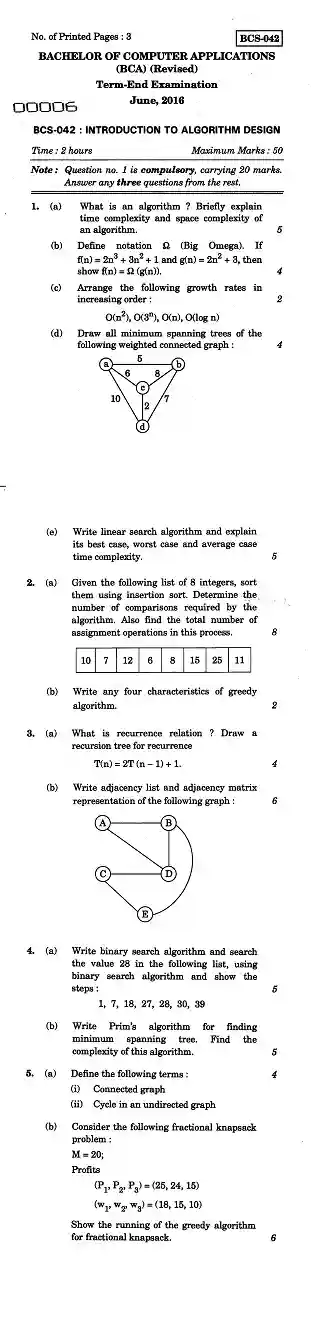 No. of Printed Pages : 3
BCS-042
BACHELOR OF COMPUTER APPLICATIONS
(BCA) (Revised)
Term-End Examination
00006
June, 2016
BCS-042 : INTRODUCTION TO ALGORITHM DESIGN
Time : 2 hours
Maximum Marks : 50
Note : Question no. 1 is compulsory, carrying 20 marks.
Answer any three questions from the rest.
1. (a) What is an algorithm ? Briefly explain
time complexity and space complexity of
an algorithm. 5
(b) Define notation Ω (Big Omega). If
f(n) = 2n³ + 3n² + 1 and g(n) = 2n² + 3, then
show f(n) = Ω (g(n)). 4
(c) Arrange the following growth rates in
increasing order : 2
O(n²), O(3ⁿ), O(n), O(log n)
(d) Draw all minimum spanning trees of the
following weighted connected graph : 4
5
a b
6 8
c
10 2 7
d
(e) Write linear search algorithm and explain
its best case, worst case and average case
time complexity. 5
2. (a) Given the following list of 8 integers, sort
them using insertion sort. Determine the
number of comparisons required by the
algorithm. Also find the total number of
assignment operations in this process. 8
10 7 12 6 8 15 25 11
(b) Write any four characteristics of greedy
algorithm. 2
3. (a) What is recurrence relation ? Draw a
recursion tree for recurrence
T(n) = 2T (n – 1) + 1. 4
(b) Write adjacency list and adjacency matrix
representation of the following graph : 6
A B
C D
E
4. (a) Write binary search algorithm and search
the value 28 in the following list, using
binary search algorithm and show the
steps : 5
1, 7, 18, 27, 28, 30, 39
(b) Write Prim's algorithm for finding
minimum spanning tree. Find the
complexity of this algorithm. 5
5. (a) Define the following terms : 4
(i) Connected graph
(ii) Cycle in an undirected graph
(b) Consider the following fractional knapsack
problem :
M = 20;
Profits
(P₁, P₂, P₃) = (25, 24, 15)
(w₁, w₂, w₃) = (18, 15, 10)
Show the running of the greedy algorithm
for fractional knapsack. 6